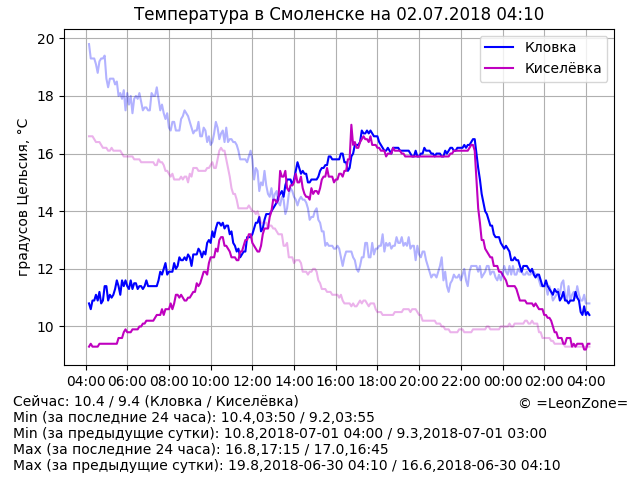 Температура в Смоленске на 02.07.2018 04:10
Кловка
Киселёвка
градусов Цельсия, °C
20
18
16
14
12
10
04:00 06:00 08:00 10:00 12:00 14:00 16:00 18:00 20:00 22:00 00:00 02:00 04:00
Сейчас: 10.4 / 9.4 (Кловка / Киселёвка)
© =LeonZone=
Min (за последние 24 часа): 10.4,03:50 / 9.2,03:55
Min (за предыдущие сутки): 10.8,2018-07-01 04:00 / 9.3,2018-07-01 03:00
Max (за последние 24 часа): 16.8,17:15 / 17.0,16:45
Max (за предыдущие сутки): 19.8,2018-06-30 04:10 / 16.6,2018-06-30 04:10